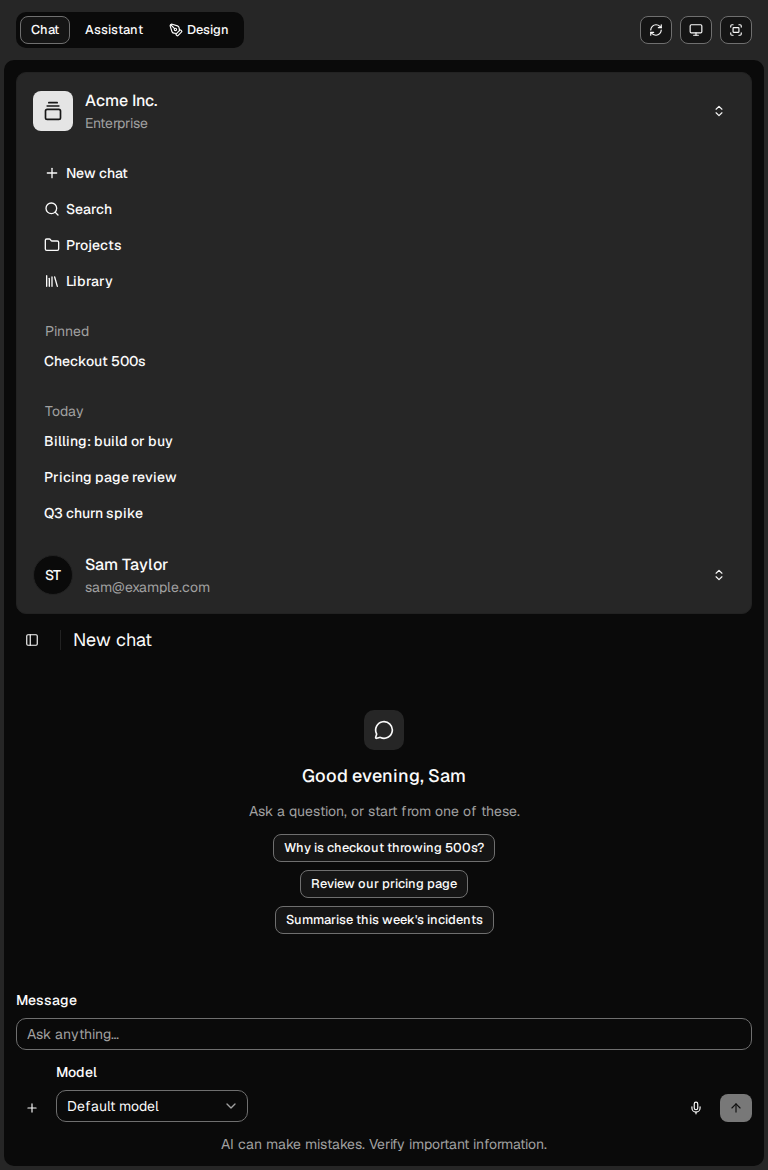 Chat Assistant Design
Acme Inc.
Enterprise
New chat
Search
Projects
Library
Pinned
Checkout 500s
Today
Billing: build or buy
Pricing page review
Q3 churn spike
ST
Sam Taylor
sam@example.com
New chat
Good evening, Sam
Ask a question, or start from one of these.
Why is checkout throwing 500s?
Review our pricing page
Summarise this week's incidents
Message
Ask anything...
Model
Default model
AI can make mistakes. Verify important information.